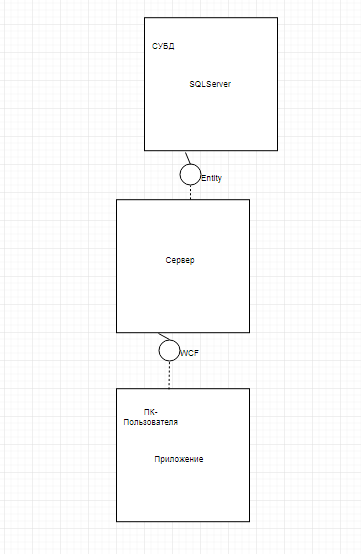 СУБД
SQLServer
Entity
Сервер
WCF
ПК-
Пользователя
Приложение